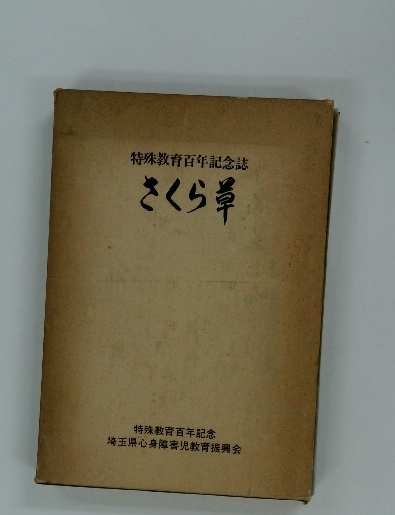 特殊教育百年記念誌
さくら草
特殊教育百年記念
埼玉県心身障害児教育振興会